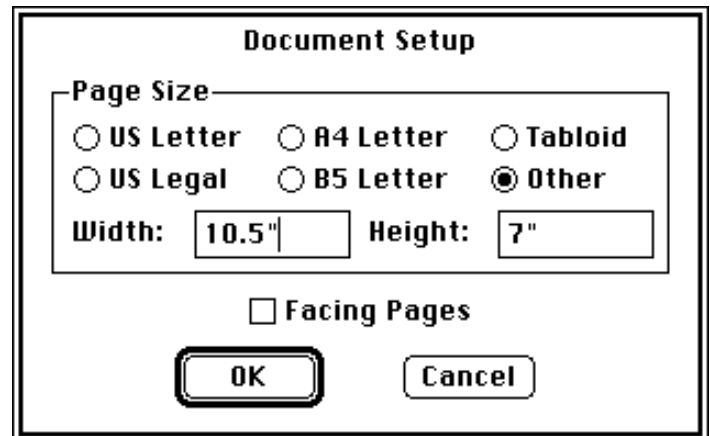 Document Setup
Page Size
US Letter A4 Letter Tabloid
US Legal B5 Letter Other
Width: 10.5" Height: 7"
Facing Pages
OK Cancel